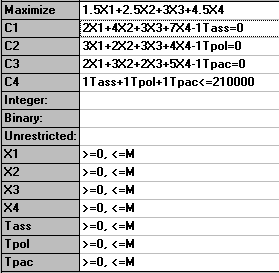 Maximize 1.5X1+2.5X2+3X3+4.5X4
C1 2X1+4X2+3X3+7X4-1Tass=0
C2 3X1+2X2+3X3+4X4-1Tpol=0
C3 2X1+3X2+2X3+5X4-1Tpac=0
C4 1Tass+1Tpol+1Tpac<=210000
Integer:
Binary:
Unrestricted:
X1 >=0, <=M
X2 >=0, <=M
X3 >=0, <=M
X4 >=0, <=M
Tass >=0, <=M
Tpol >=0, <=M
Tpac >=0, <=M